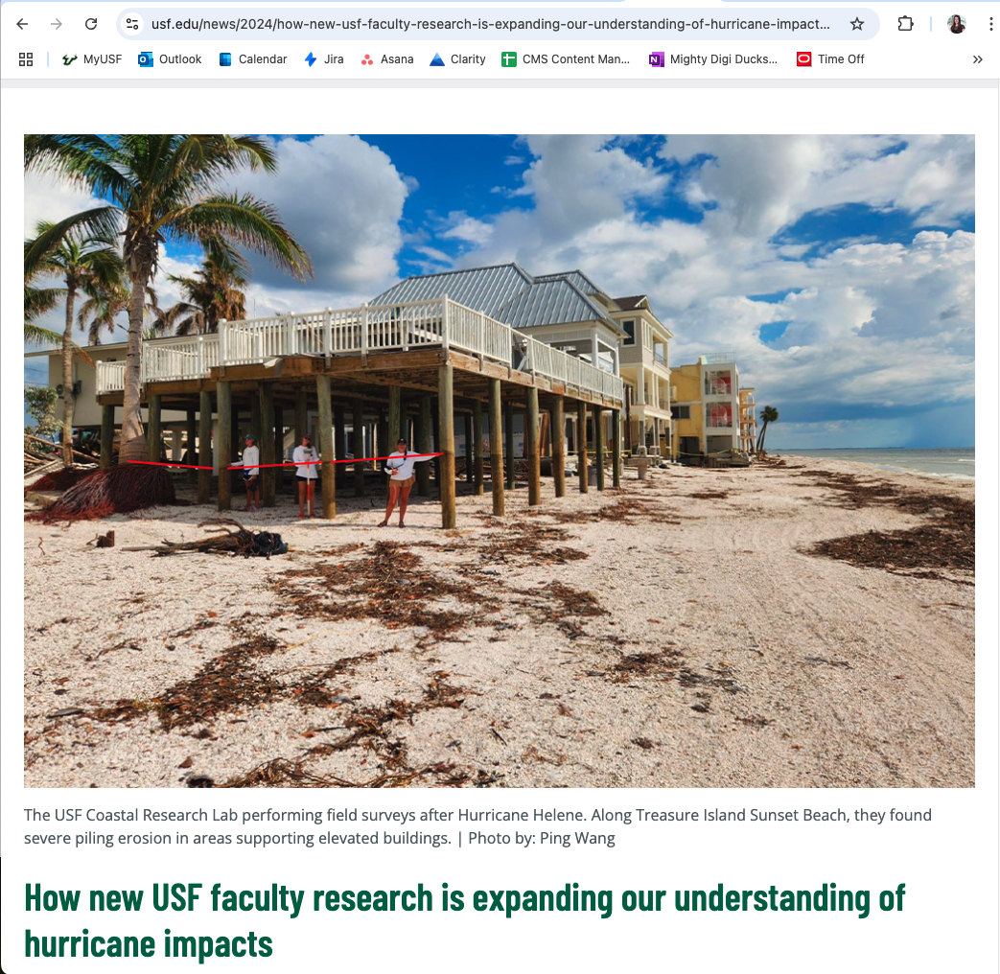 usf.edu/news/2024/how-new-usf-faculty-research-is-expanding-our-understanding-of-hurricane-impact...
MyUSF Outlook Calendar Jira Asana Clarity CMS Content Man... Mighty Digi Ducks... Time Off
The USF Coastal Research Lab performing field surveys after Hurricane Helene. Along Treasure Island Sunset Beach, they found
severe piling erosion in areas supporting elevated buildings. | Photo by: Ping Wang
How new USF faculty research is expanding our understanding of
hurricane impacts